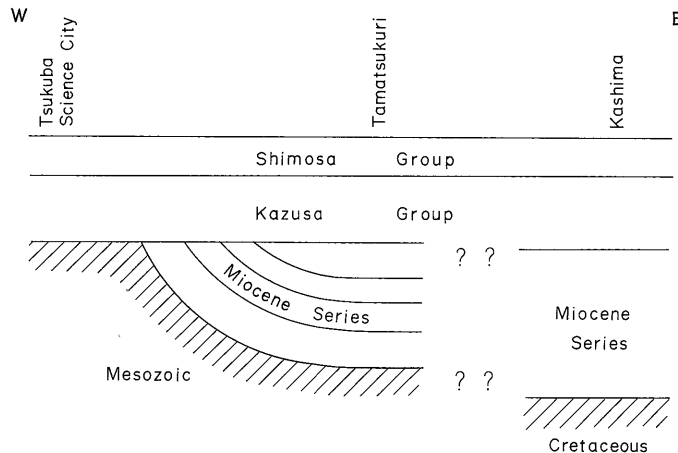 W
E
Tsukuba
Science City
Tamatsukuri
Kashima
Shimosa Group
Kazusa Group
? ?
Miocene Series
Miocene
Series
Mesozoic
? ?
Cretaceous